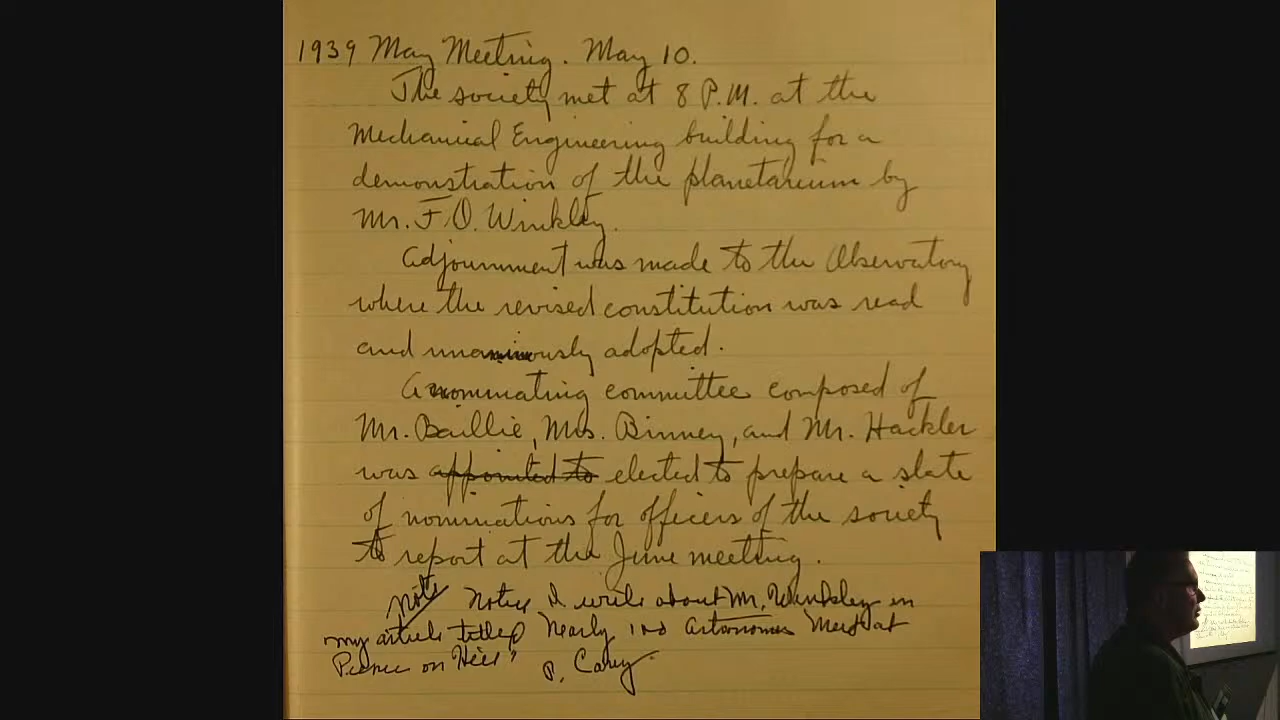 1939 May Meeting. May 10.
The society met at 8 P.M. at the
Mechanical Engineering building for a
demonstration of the planetarium by
Mr. F. O. Winkley.
Adjournment was made to the Observatory
where the revised constitution was read
and unanimously adopted.
A nominating committee composed of
Mr. Baillie, Mrs. Binney, and Mr. Hackler
was appointed to elected to prepare a slate
of nominations for officers of the society
to report at the June meeting.
Note Note, I write about Mr. Winkley in
my article titled "Nearly 100 Astronomers Meet at
on
P. Carey